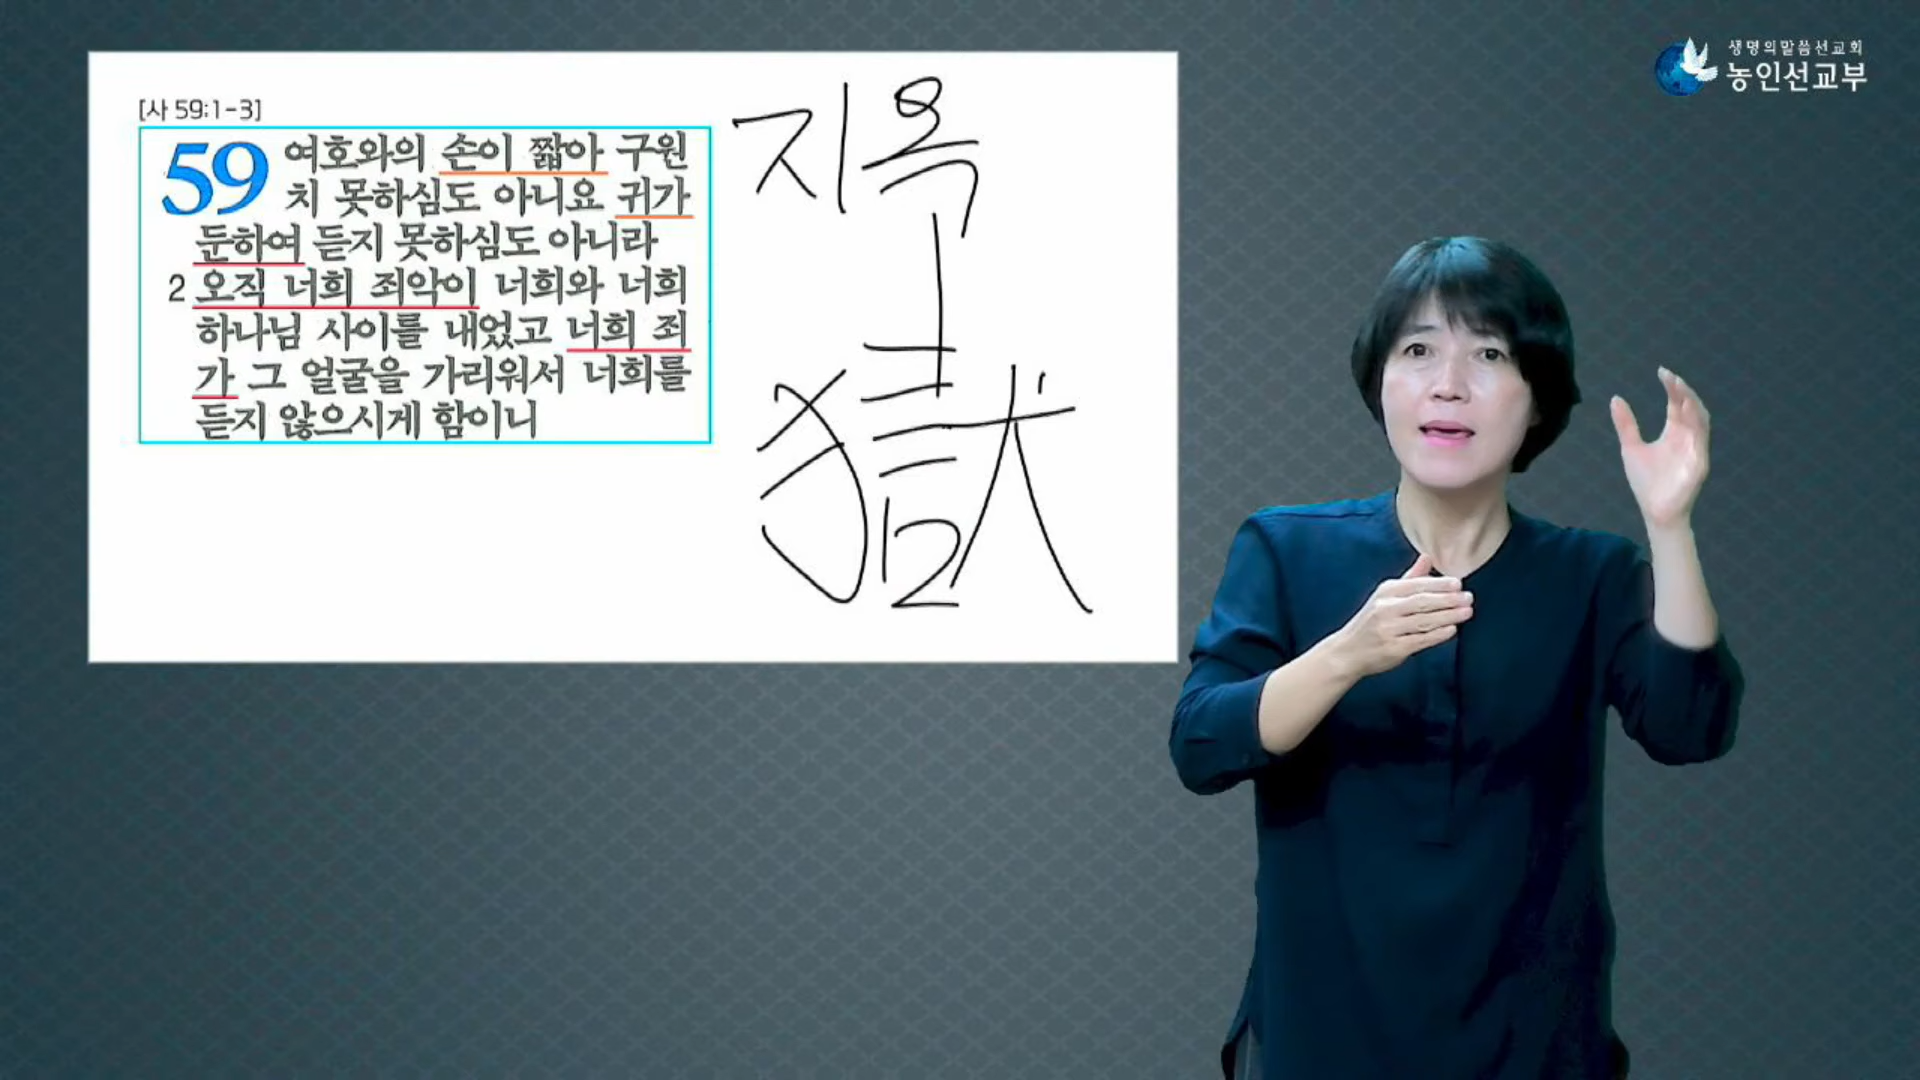 [사 59:1-3]
59 여호와의 손이 짧아 구원
치 못하심도 아니요 귀가
둔하여 듣지 못하심도 아니라
2 오직 너희 죄악이 너희와 너희
하나님 사이를 내었고 너희 죄
가 그 얼굴을 가리워서 너희를
듣지 않으시게 함이니
지옥
獄
생명의말씀선교회
농인선교부